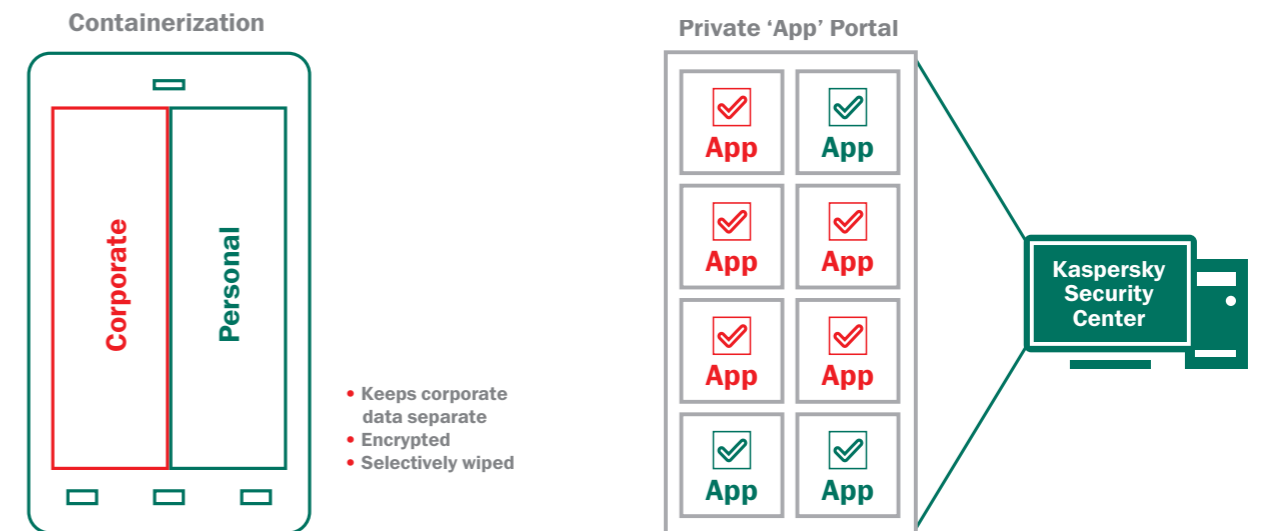 Containerization
Corporate
Personal
• Keeps corporate
data separate
• Encrypted
• Selectively wiped
Private ‘App’ Portal
App App
App App
App App
App App
Kaspersky
Security
Center